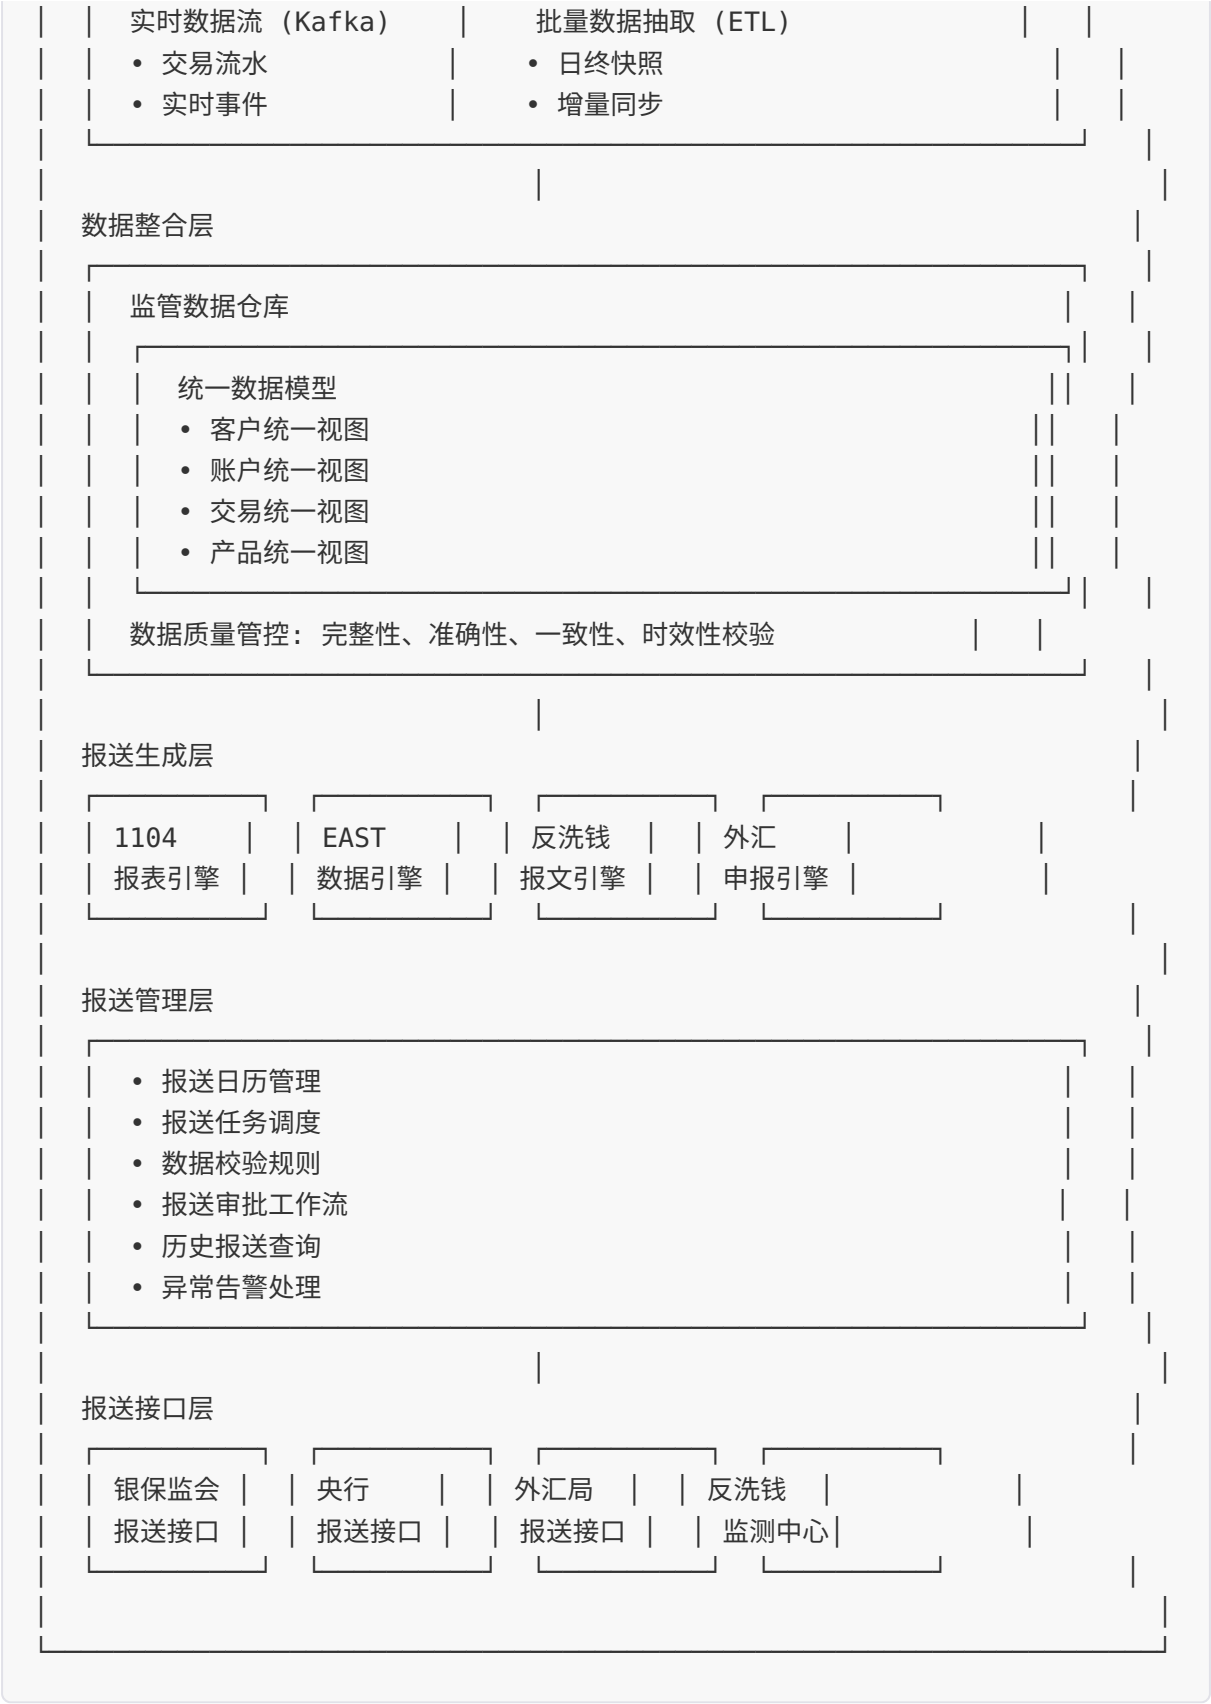 实时数据流 (Kafka) 批量数据抽取 (ETL)
• 交易流水 • 日终快照
• 实时事件 • 增量同步
数据整合层
监管数据仓库
统一数据模型
• 客户统一视图
• 账户统一视图
• 交易统一视图
• 产品统一视图
数据质量管控: 完整性、准确性、一致性、时效性校验
报送生成层
1104 EAST 反洗钱 外汇
报表引擎 数据引擎 报文引擎 申报引擎
报送管理层
• 报送日历管理
• 报送任务调度
• 数据校验规则
• 报送审批工作流
• 历史报送查询
• 异常告警处理
报送接口层
银保监会 央行 外汇局 反洗钱
报送接口 报送接口 报送接口 监测中心